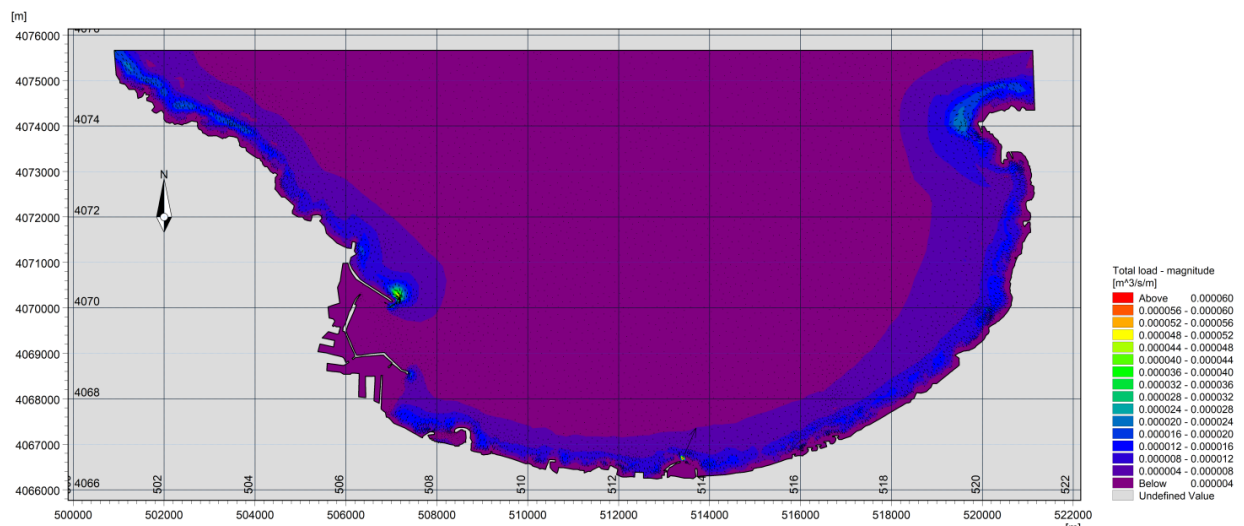 [m]
4078
4076000
4075000
4074000
4074
4073000
N
4072000
4072
4071000
4070000
4070
4069000
4068000
4068
4067000
4066000
4066
502
504
506
508
510
512
514
516
518
520
522
500000 502000 504000 506000 508000 510000 512000 514000 516000 518000 520000 522000
[m]
Total load - magnitude
[m^3/s/m]
Above 0.000060
0.000056 - 0.000060
0.000052 - 0.000056
0.000048 - 0.000052
0.000044 - 0.000048
0.000040 - 0.000044
0.000036 - 0.000040
0.000032 - 0.000036
0.000028 - 0.000032
0.000024 - 0.000028
0.000020 - 0.000024
0.000016 - 0.000020
0.000012 - 0.000016
0.000008 - 0.000012
0.000004 - 0.000008
Below 0.000004
Undefined Value